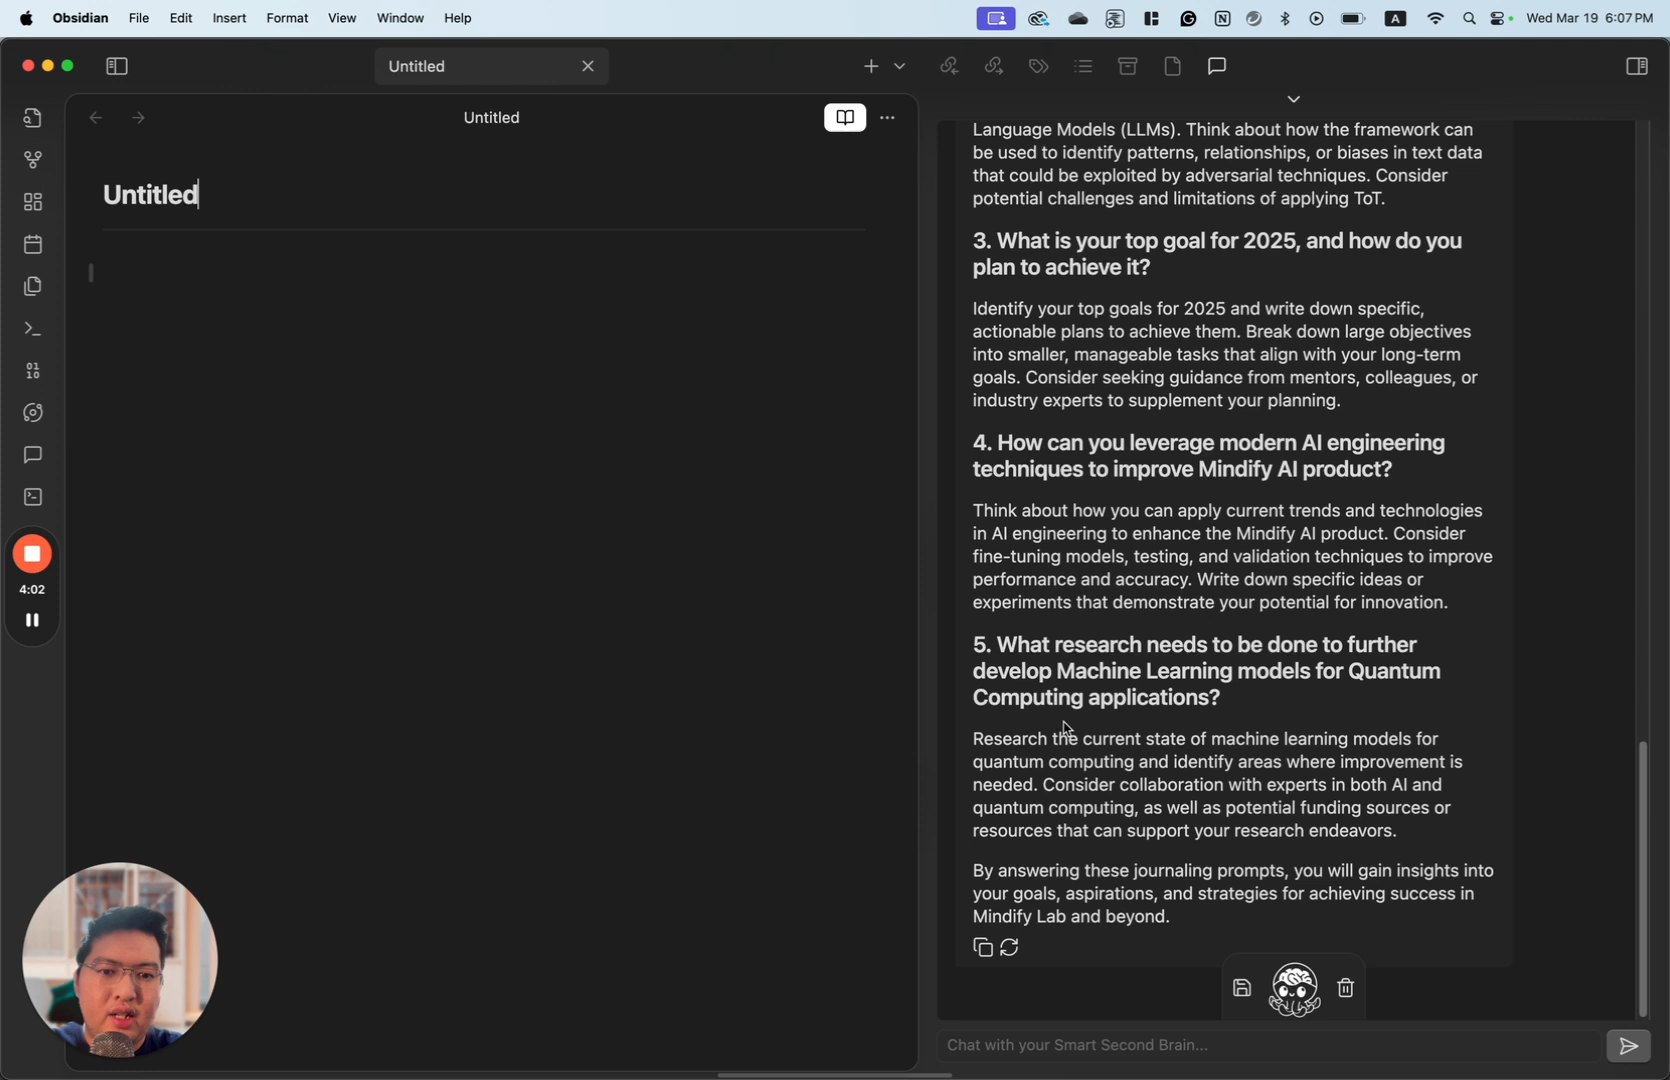 Obsidian File Edit Insert Format View Window Help
A
Wed Mar 19 6:07 PM
Untitled
Untitled
Untitled
01
10
4:02
Language Models (LLMs). Think about how the framework can
be used to identify patterns, relationships, or biases in text data
that could be exploited by adversarial techniques. Consider
potential challenges and limitations of applying ToT.
3. What is your top goal for 2025, and how do you
plan to achieve it?
Identify your top goals for 2025 and write down specific,
actionable plans to achieve them. Break down large objectives
into smaller, manageable tasks that align with your long-term
goals. Consider seeking guidance from mentors, colleagues, or
industry experts to supplement your planning.
4. How can you leverage modern AI engineering
techniques to improve Mindify AI product?
Think about how you can apply current trends and technologies
in AI engineering to enhance the Mindify AI product. Consider
fine-tuning models, testing, and validation techniques to improve
performance and accuracy. Write down specific ideas or
experiments that demonstrate your potential for innovation.
5. What research needs to be done to further
develop Machine Learning models for Quantum
Computing applications?
Research the current state of machine learning models for
quantum computing and identify areas where improvement is
needed. Consider collaboration with experts in both AI and
quantum computing, as well as potential funding sources or
resources that can support your research endeavors.
By answering these journaling prompts, you will gain insights into
your goals, aspirations, and strategies for achieving success in
Mindify Lab and beyond.
Chat with your Smart Second Brain...